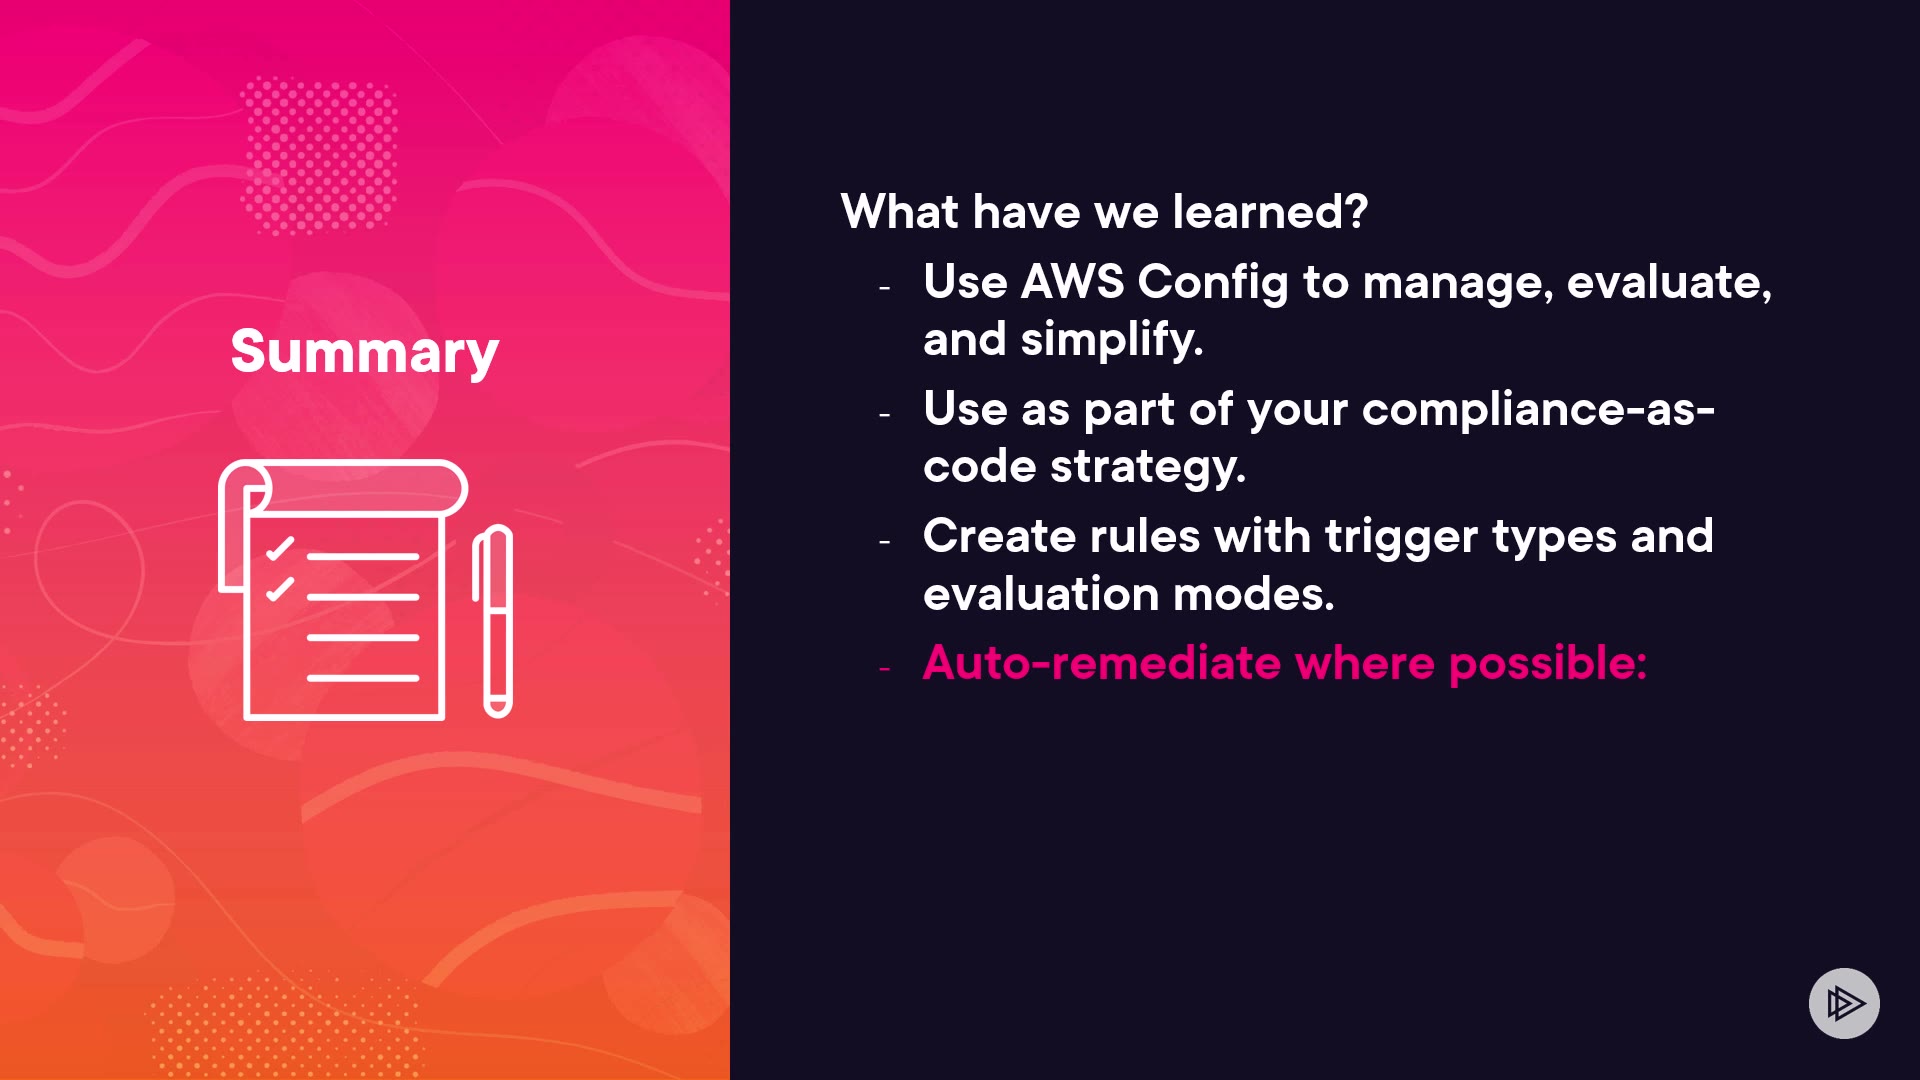 Summary
What have we learned?
- Use AWS Config to manage, evaluate,
and simplify.
- Use as part of your compliance-as-
code strategy.
- Create rules with trigger types and
evaluation modes.
- Auto-remediate where possible: